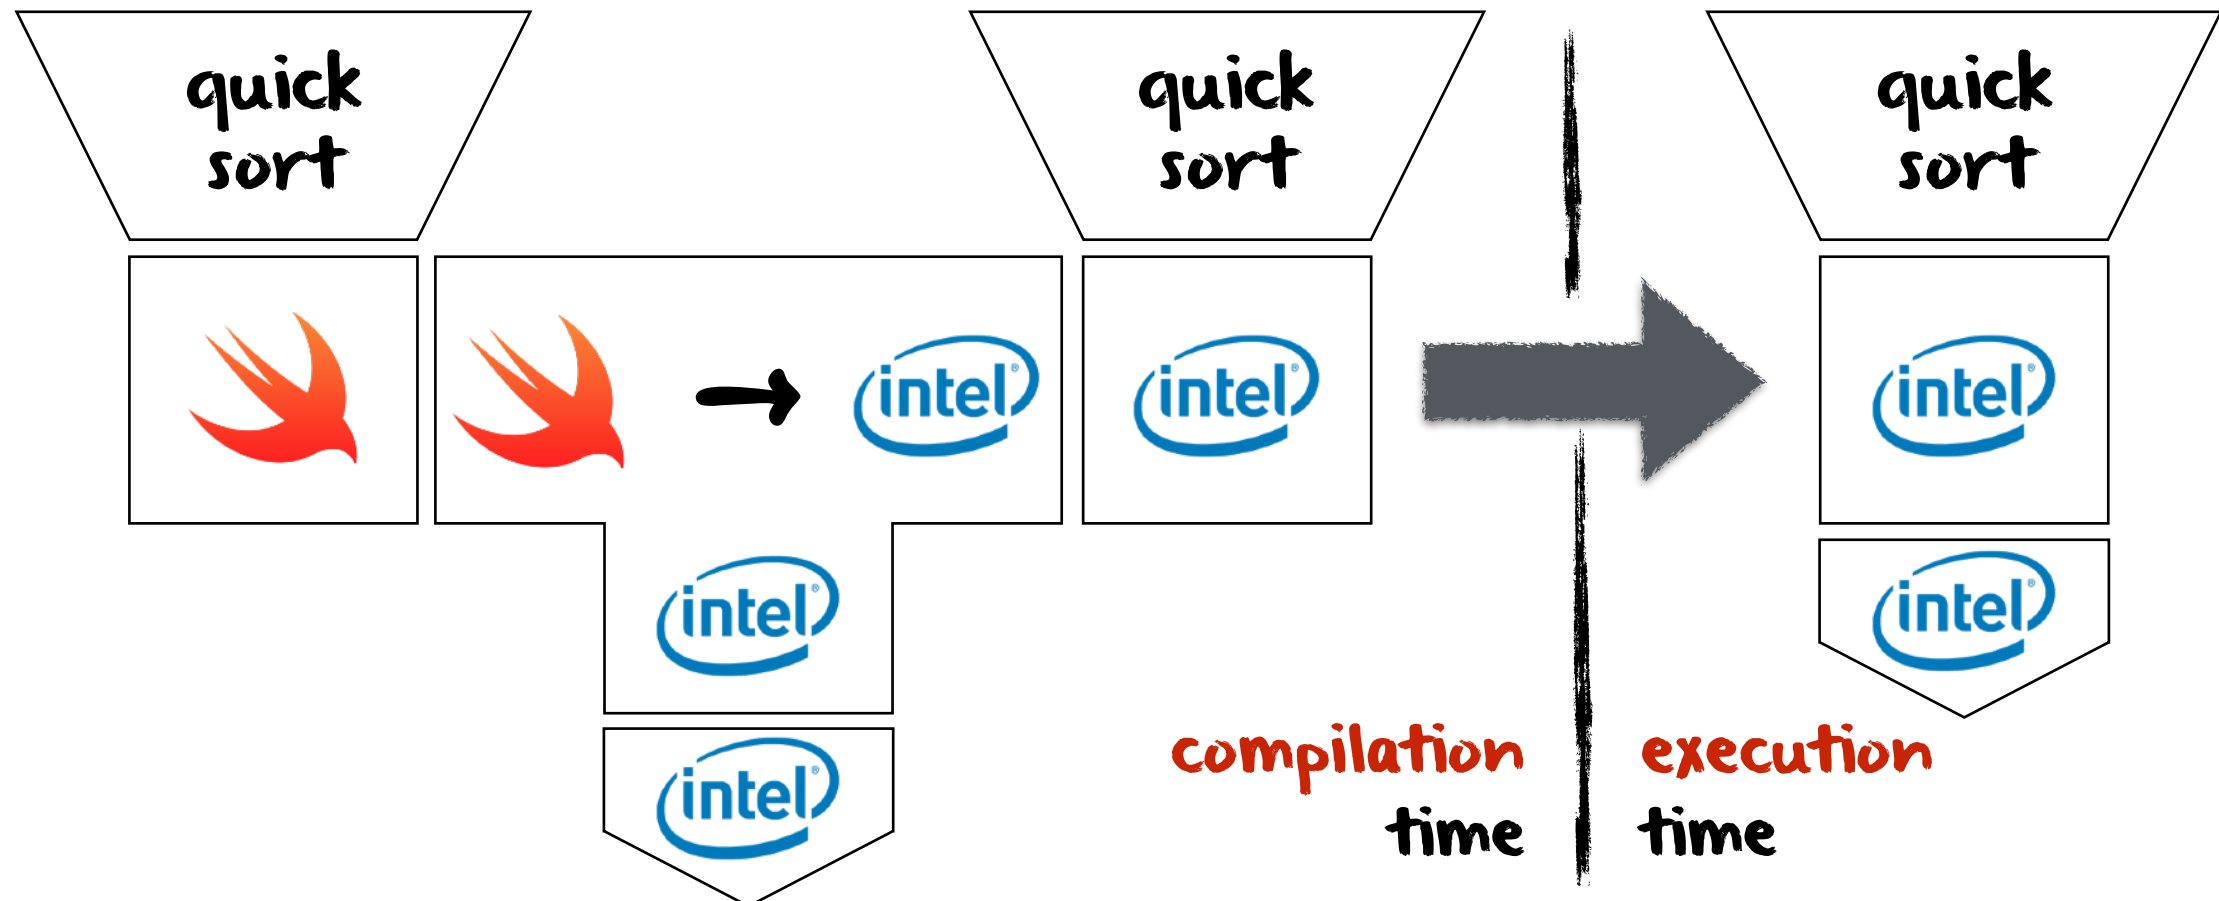 quick
sort
quick
sort
quick
sort
intel®
intel®
intel®
intel®
intel®
intel®
compilation
time
execution
time